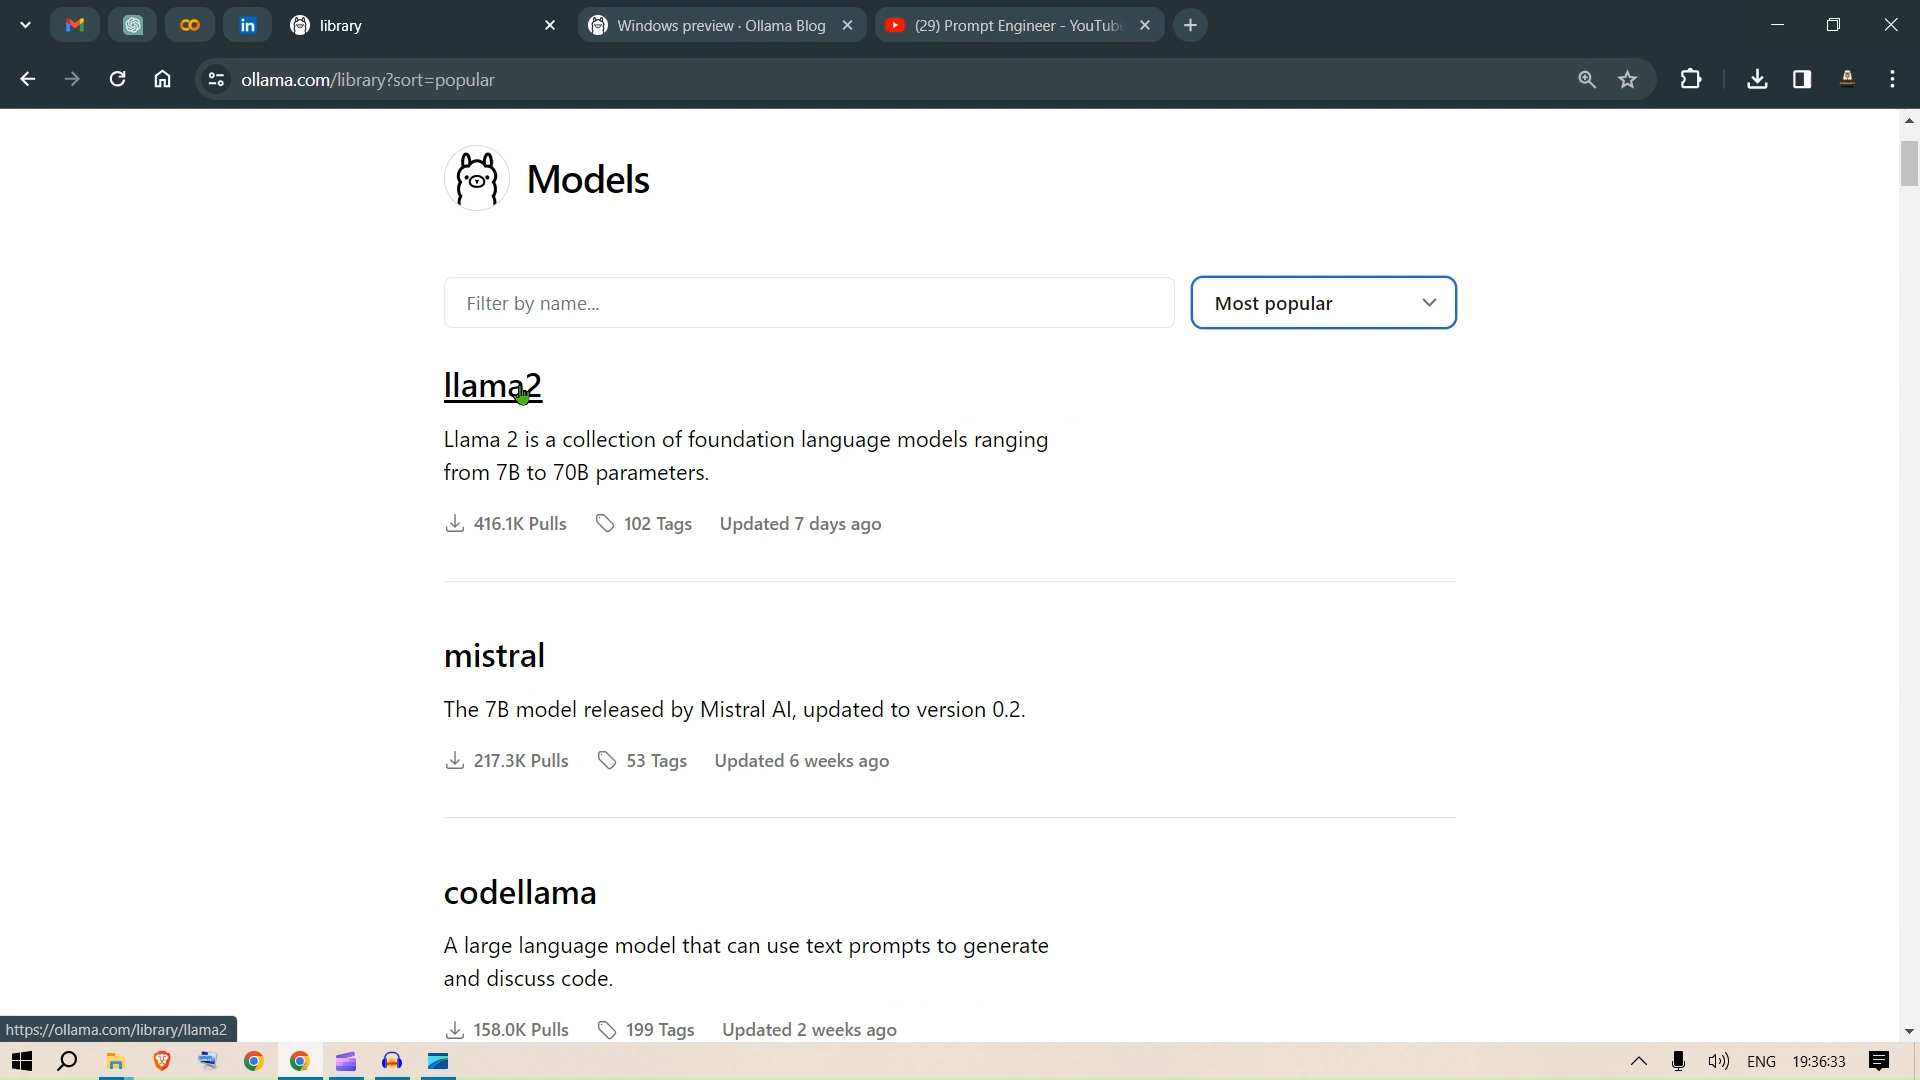 library
Windows preview · Ollama Blog
(29) Prompt Engineer - YouTub
ollama.com/library?sort=popular
Models
Filter by name...
Most popular
llama2
Llama 2 is a collection of foundation language models ranging
from 7B to 70B parameters.
416.1K Pulls 102 Tags Updated 7 days ago
mistral
The 7B model released by Mistral AI, updated to version 0.2.
217.3K Pulls 53 Tags Updated 6 weeks ago
codellama
A large language model that can use text prompts to generate
and discuss code.
158.0K Pulls 199 Tags Updated 2 weeks ago
https://ollama.com/library/llama2
ENG 19:36:33